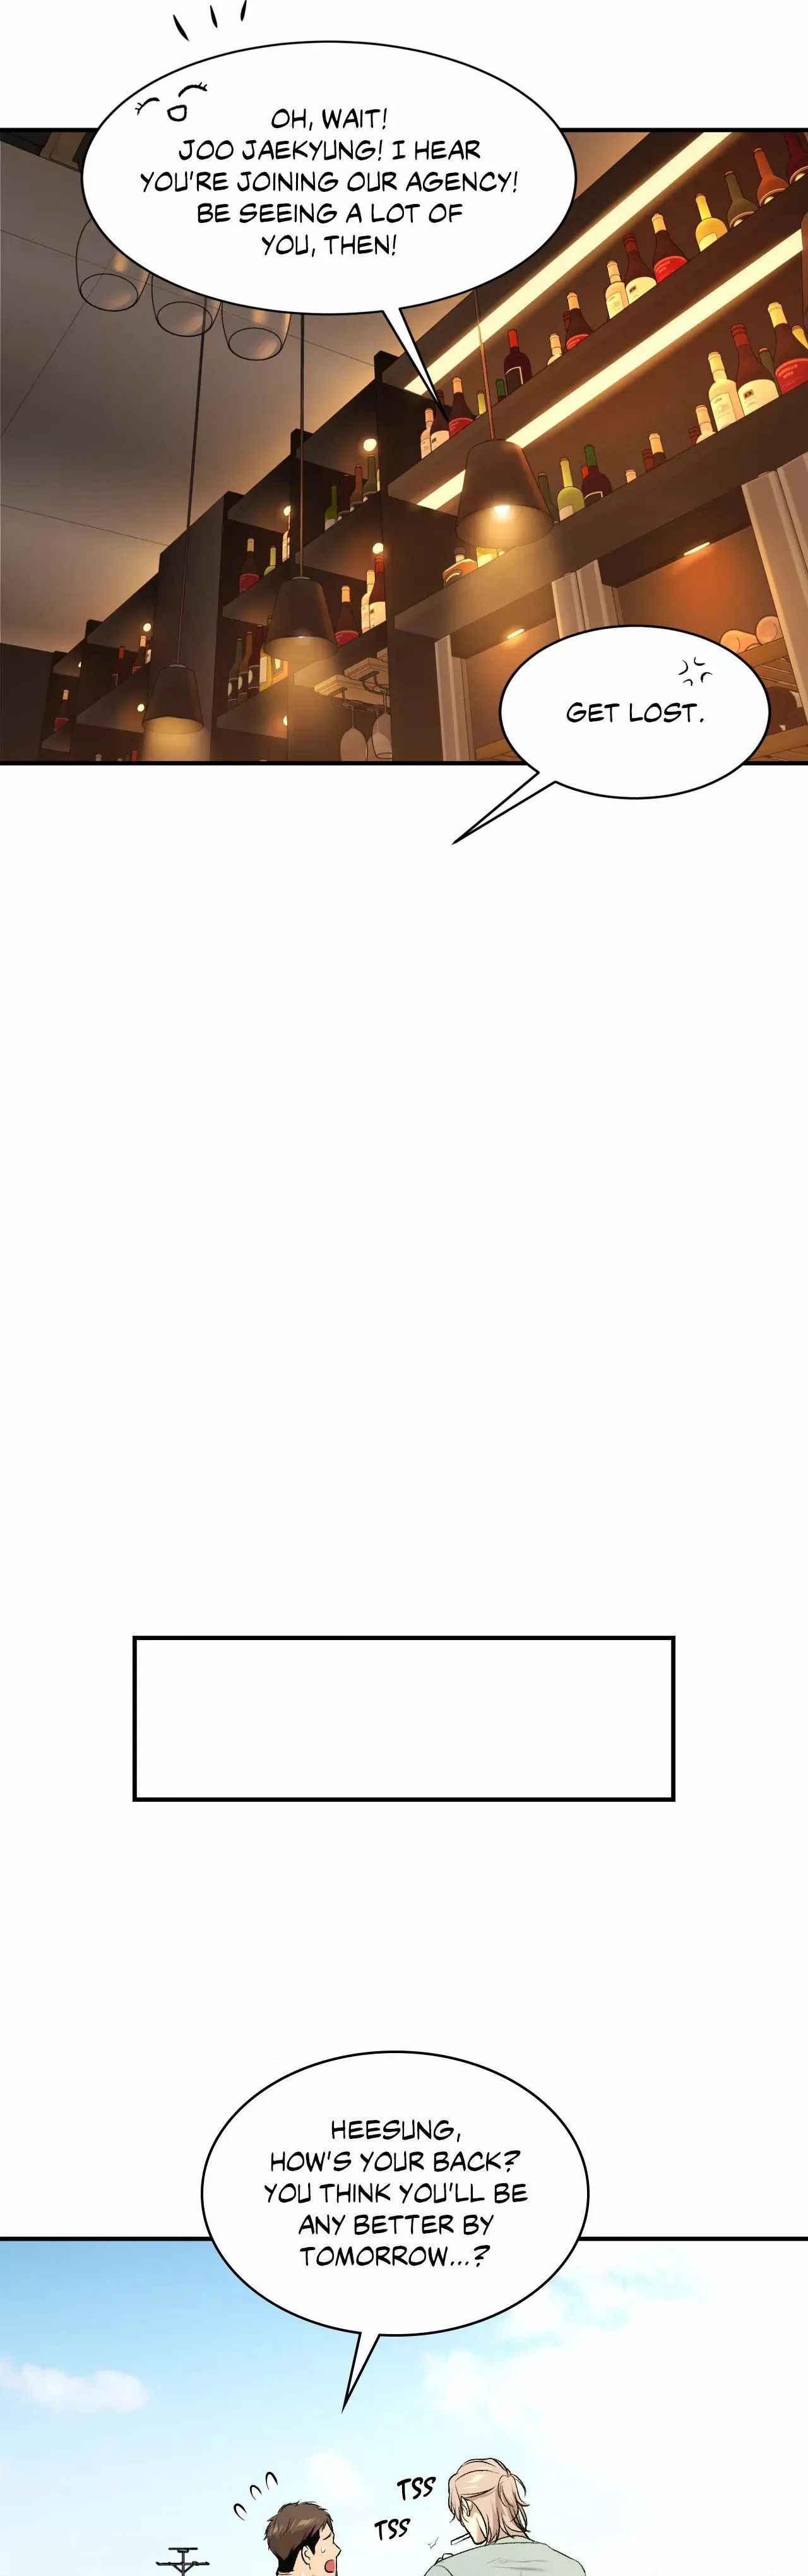 OH, WAIT!
JOO JAEKYUNG! I HEAR
YOU'RE JOINING OUR AGENCY!
BE SEEING A LOT OF
YOU, THEN!
GET LOST.
HEESUNG,
HOW'S YOUR BACK?
YOU THINK YOU'LL BE
ANY BETTER BY
TOMORROW...?
TSS
TSS